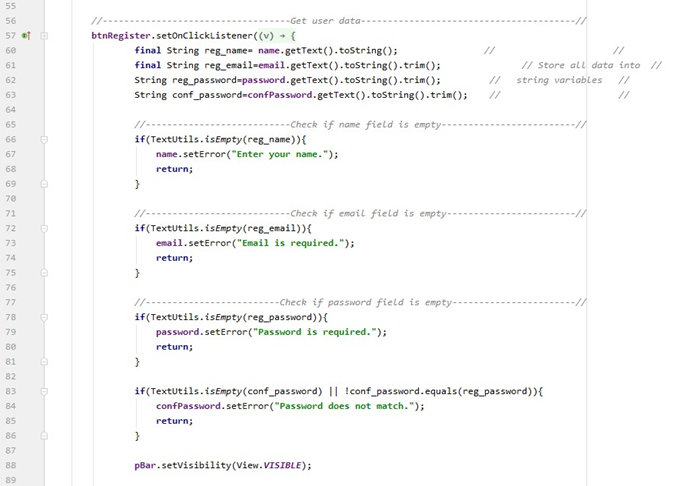 55
56 //----------------------------Get user data----------------------------------------//
57 btnRegister.setOnClickListener((v) → {
60 final String reg_name= name.getText().toString(); // //
61 final String reg_email=email.getText().toString().trim(); // Store all data into //
62 String reg_password=password.getText().toString().trim(); // string variables //
63 String conf_password=confPassword.getText().toString().trim(); // //
64
65 //---------------------------Check if name field is empty-------------------------//
66 if(TextUtils.isEmpty(reg_name)){
67 name.setError("Enter your name.");
68 return;
69 }
70
71 //---------------------------Check if email field is empty------------------------//
72 if(TextUtils.isEmpty(reg_email)){
73 email.setError("Email is required.");
74 return;
75 }
76
77 //-------------------------Check if password field is empty-----------------------//
78 if(TextUtils.isEmpty(reg_password)){
79 password.setError("Password is required.");
80 return;
81 }
82
83 if(TextUtils.isEmpty(conf_password) || !conf_password.equals(reg_password)){
84 confPassword.setError("Password does not match.");
85 return;
86 }
87
88 pBar.setVisibility(View.VISIBLE);
89